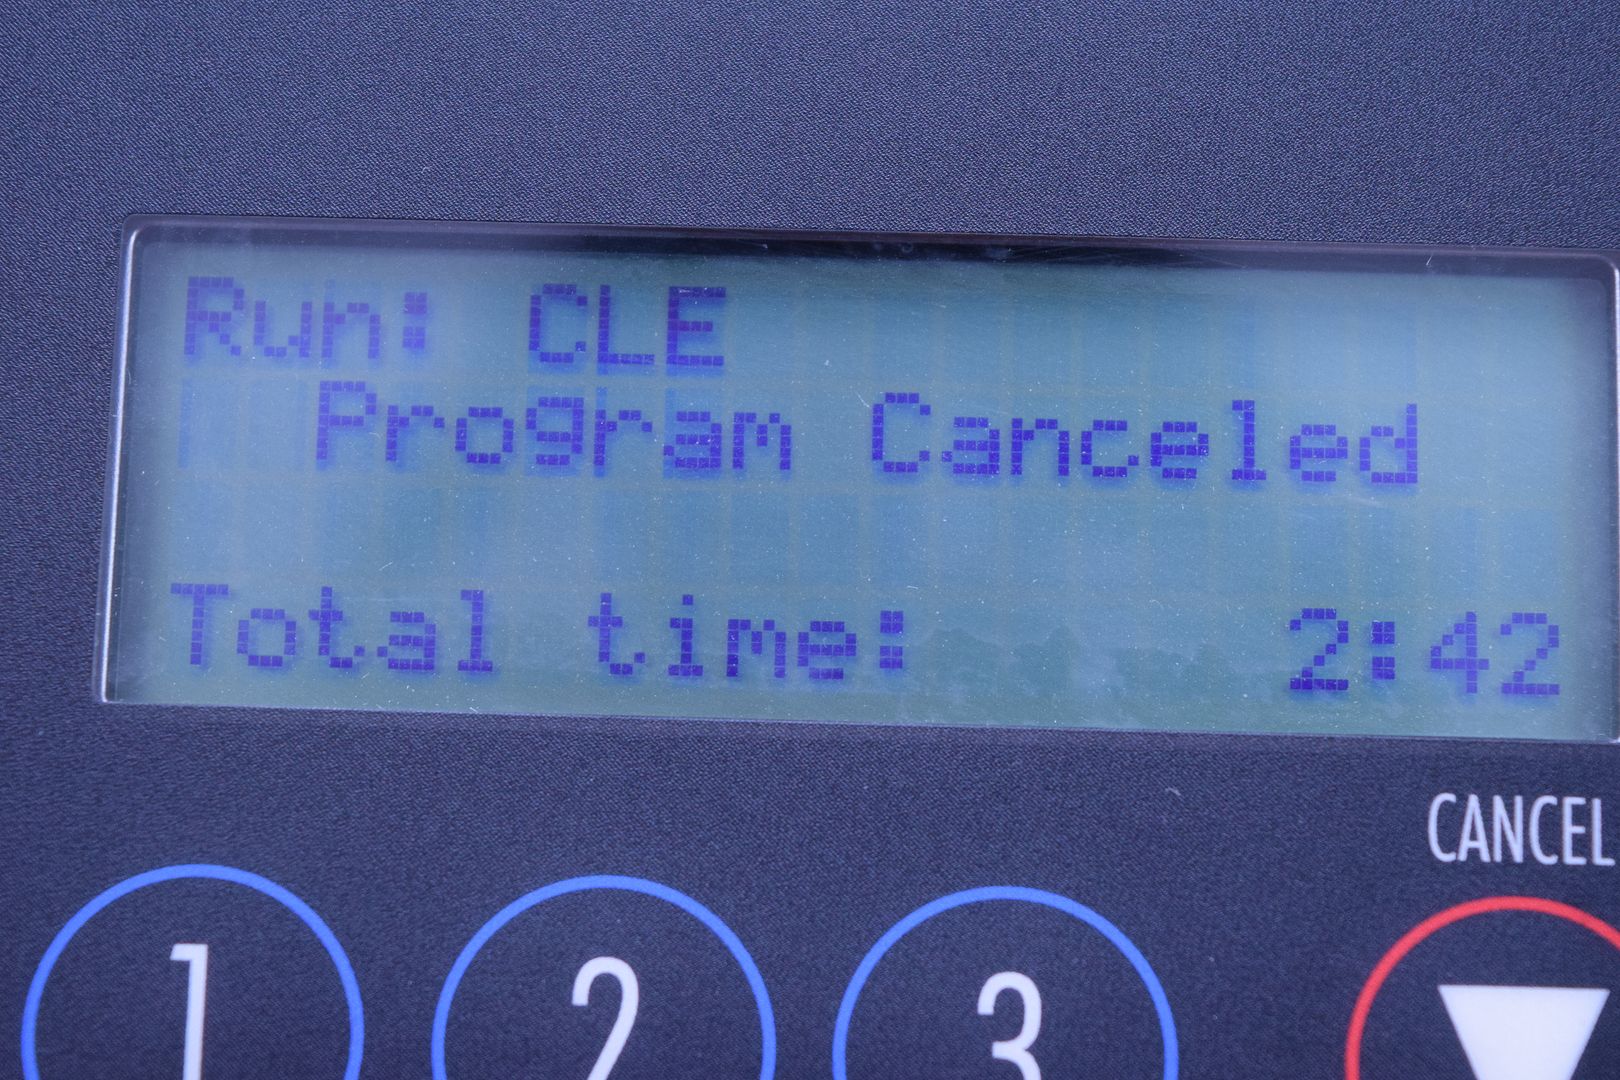 Run: CLE
Program Canceled
Total time: 2:42
CANCEL
1 2 3